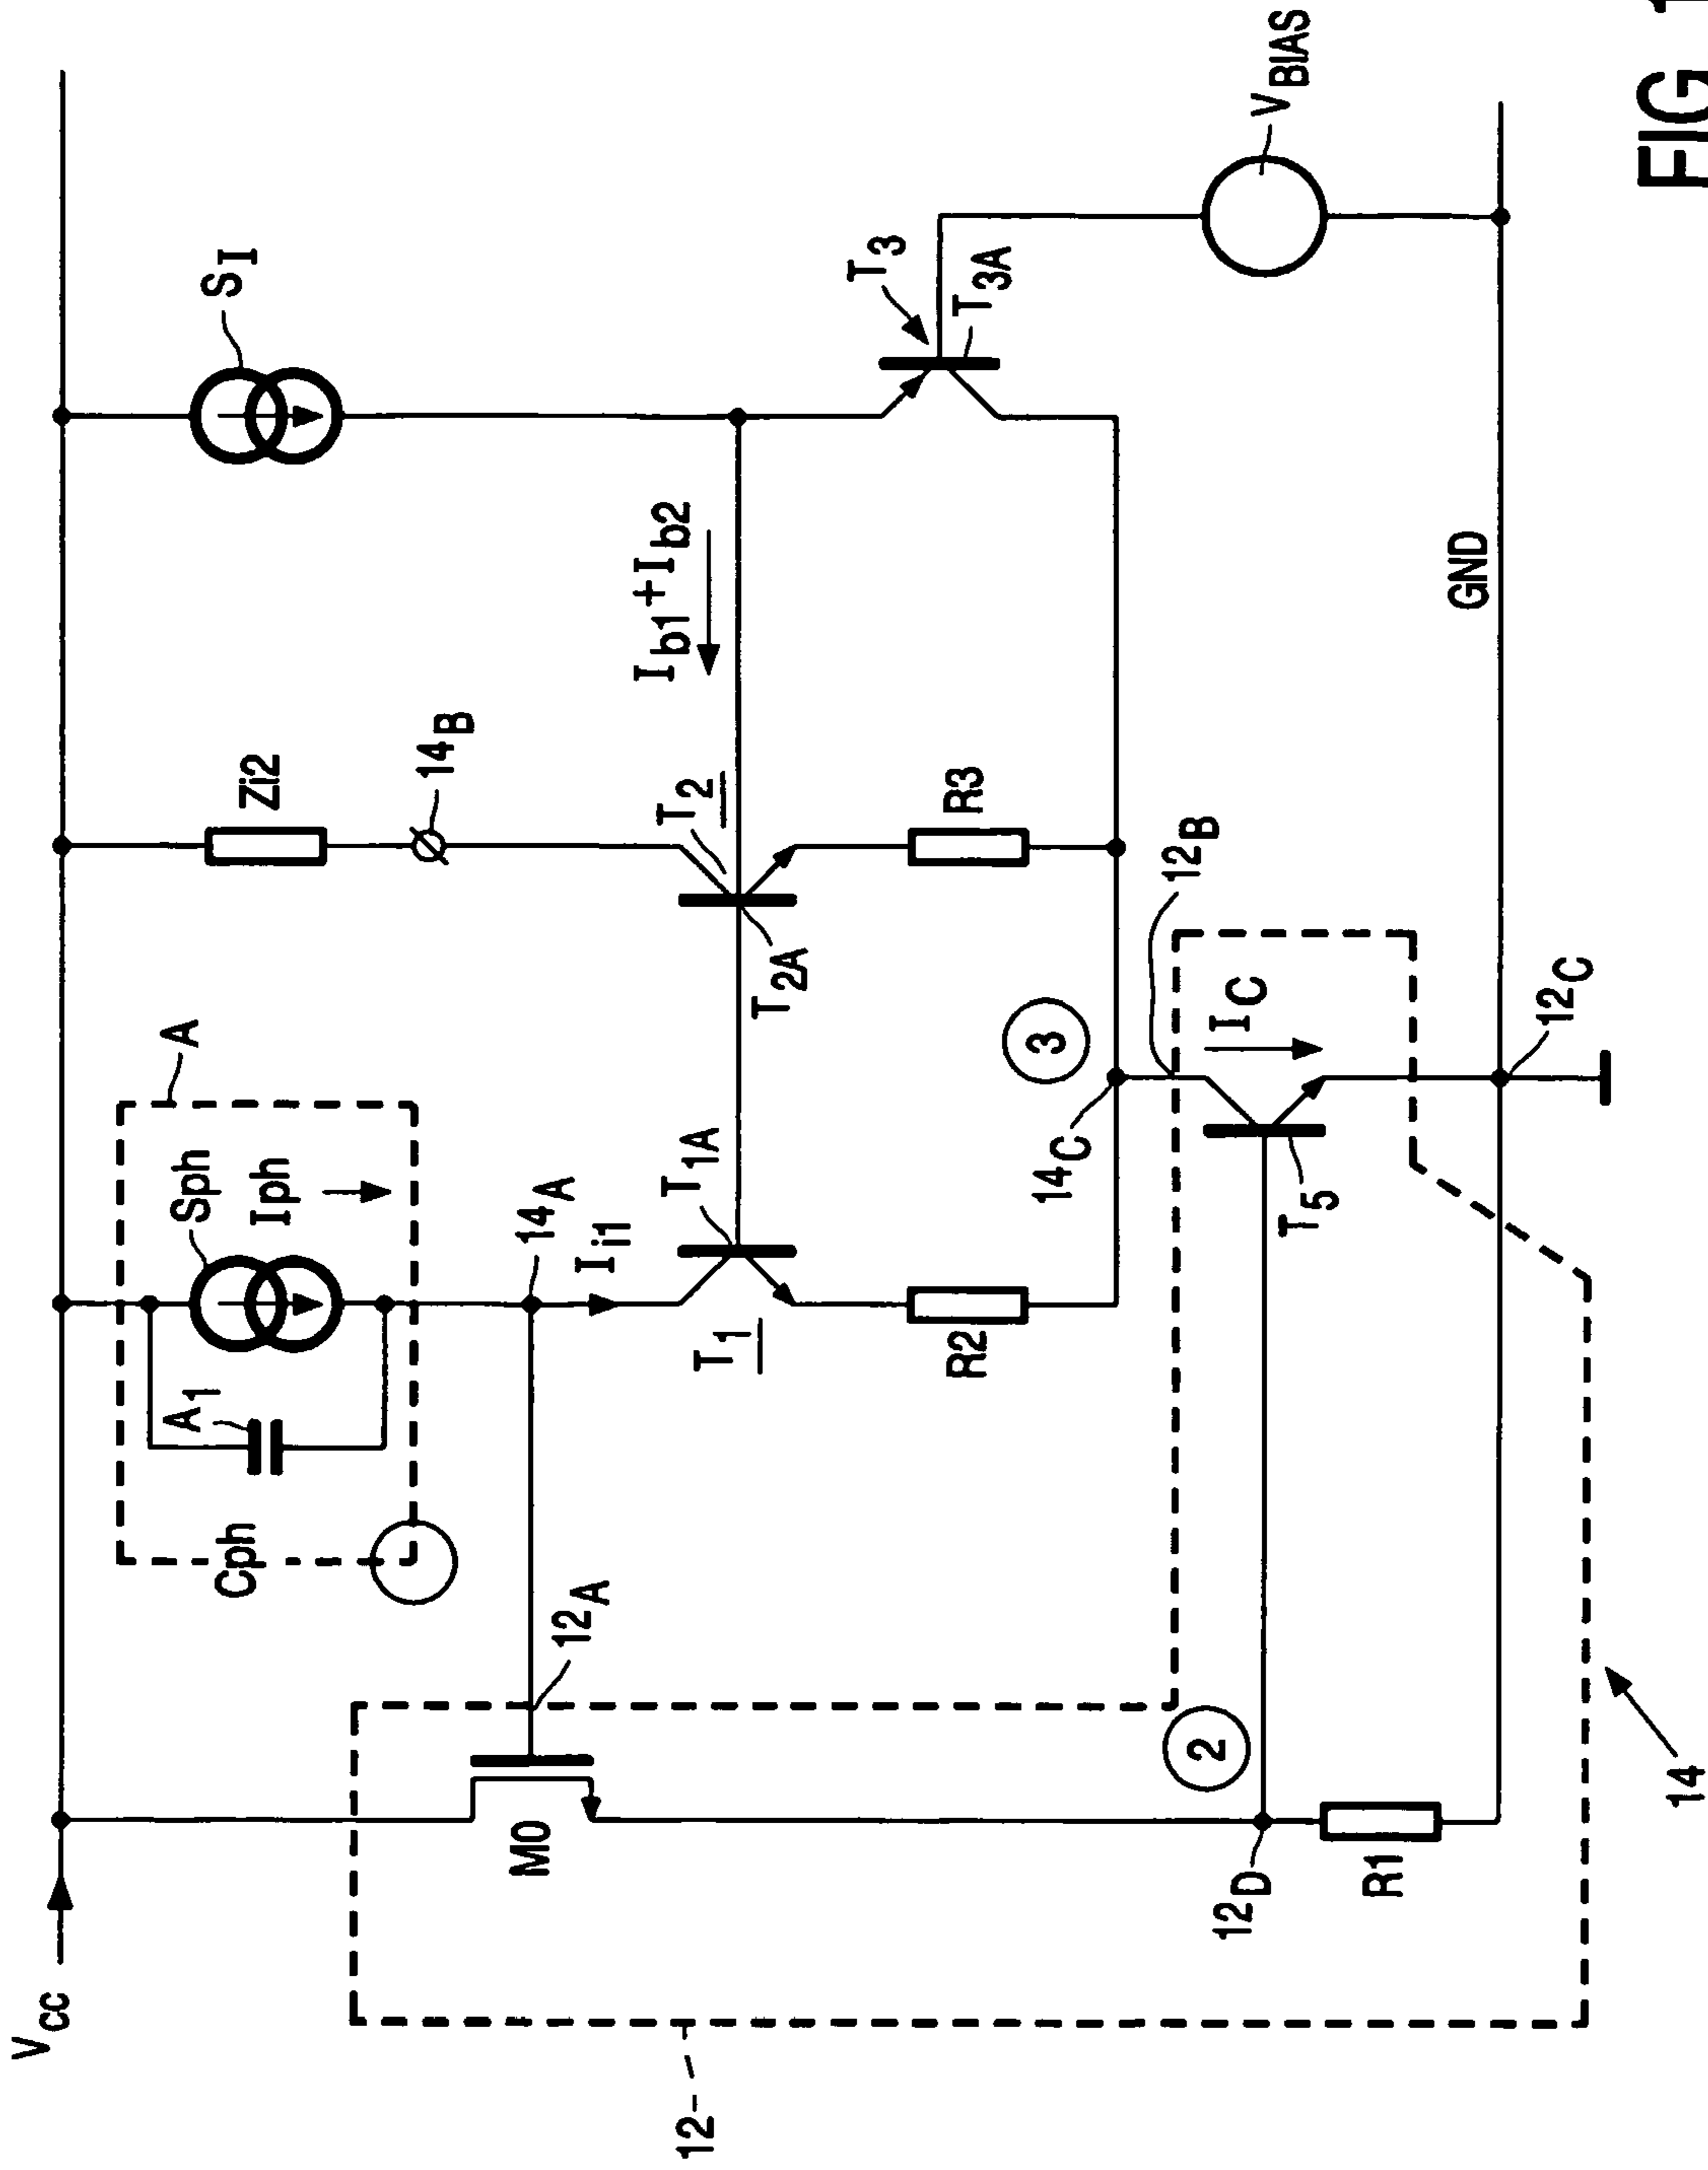 Vcc
12
M0
12A
12D
R1
2
14
Cph
A1
Sph
Iph
A
14A
Ii1
T1
T1A
R2
14C
3
T5
IC
12B
12C
Zi2
14B
T2
T2A
R3
Ib1+Ib2
GND
SI
T3
T3A
VBIAS
FIG 1